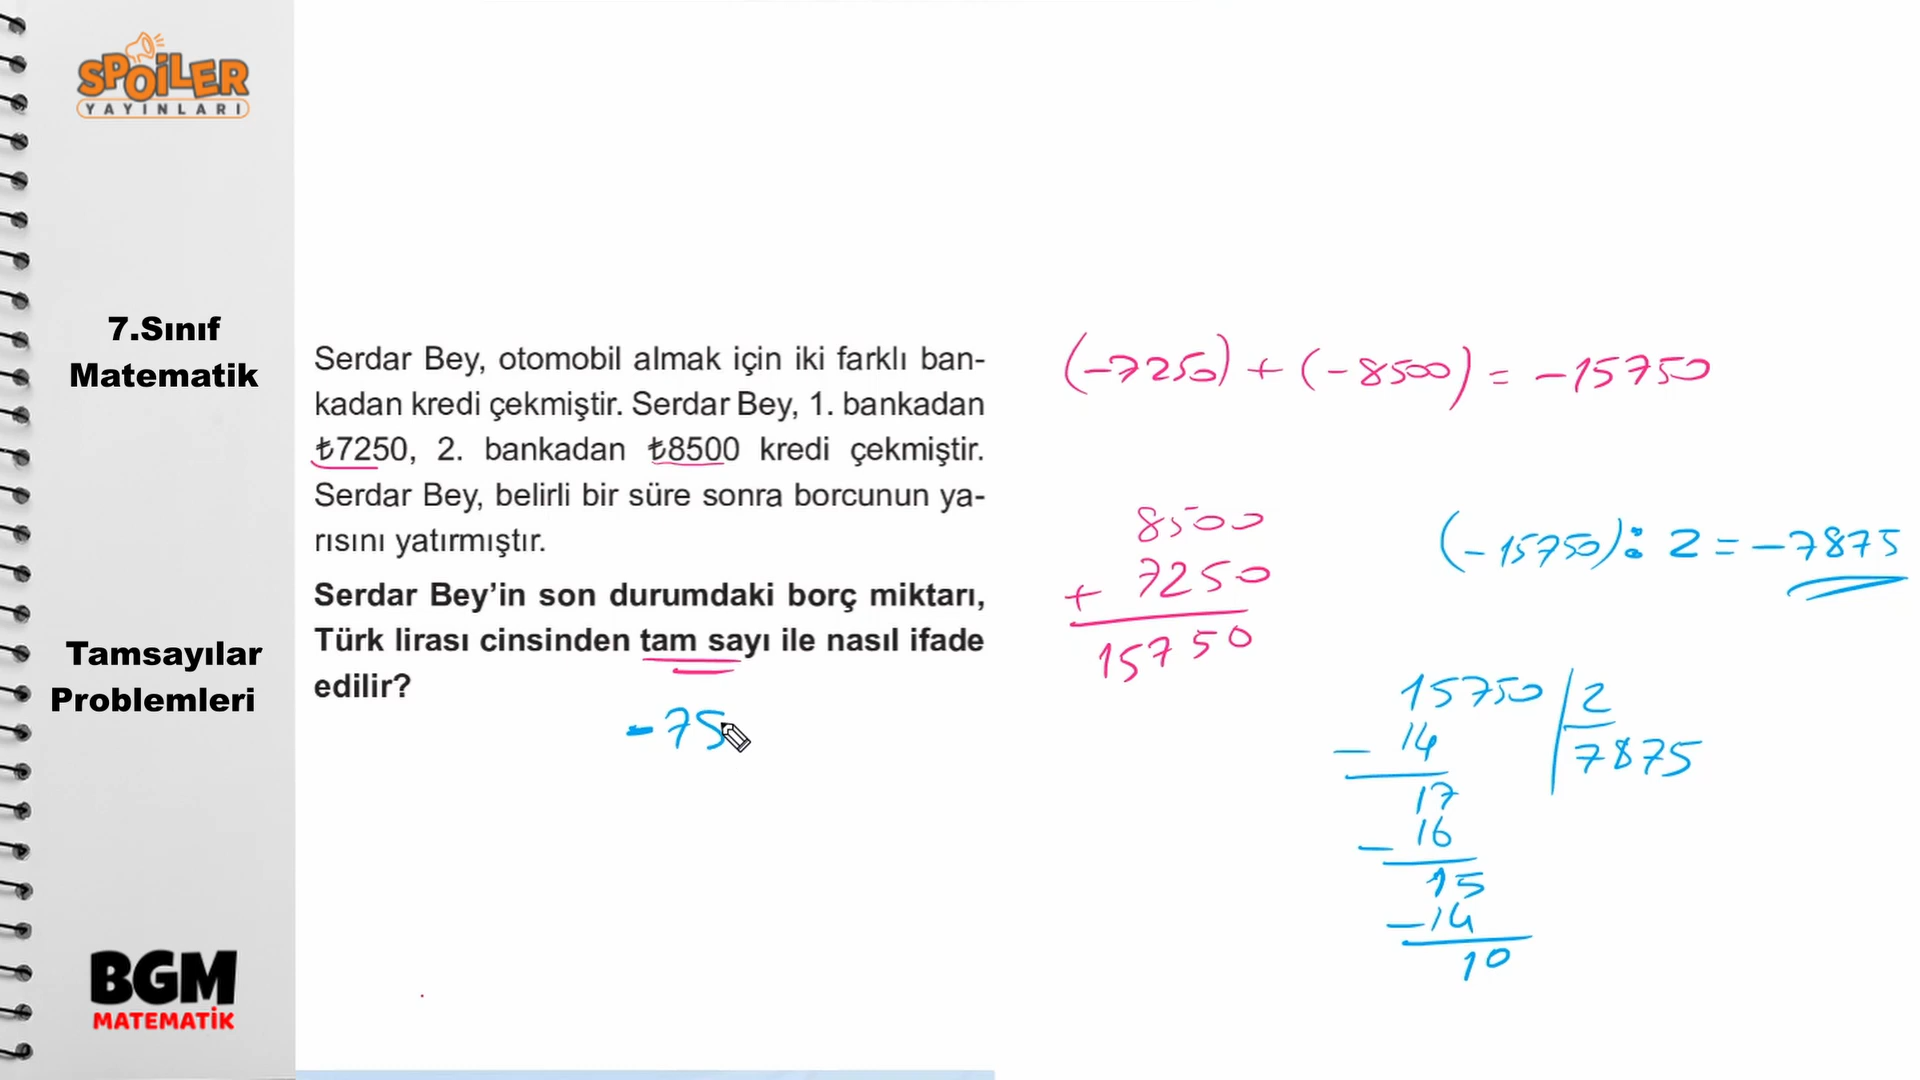 SPOiLER
YAYINLARI
7.Sınıf
Matematik
Tamsayılar
Problemleri
BGM
MATEMATİK
Serdar Bey, otomobil almak için iki farklı ban-
kadan kredi çekmiştir. Serdar Bey, 1. bankadan
₺7250, 2. bankadan ₺8500 kredi çekmiştir.
Serdar Bey, belirli bir süre sonra borcunun ya-
rısını yatırmıştır.
Serdar Bey’in son durumdaki borç miktarı,
Türk lirası cinsinden tam sayı ile nasıl ifade
edilir?
-75
(-7250) + (-8500) = -15750
8500
+ 7250
15750
(-15750) : 2 = -7875
15750 2
- 14 7875
17
- 16
15
-14
10